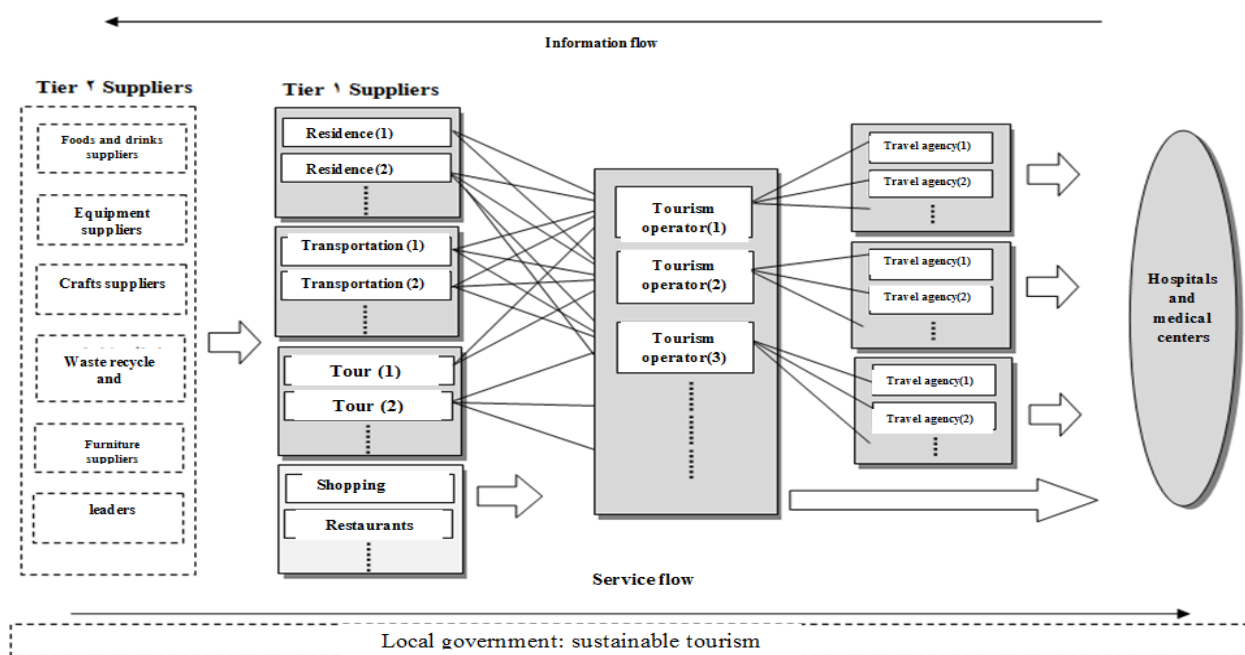 Information flow
Tier ۲ Suppliers
Foods and drinks
suppliers
Equipment
suppliers
Crafts suppliers
Waste recycle
and
Furniture
suppliers
leaders
Tier ۱ Suppliers
Residence(1)
Residence(2)
Transportation (1)
Transportation (2)
Tour (1)
Tour (2)
Shopping
Restaurants
Tourism
operator(1)
Tourism
operator(2)
Tourism
operator(3)
Travel agency(1)
Travel agency(2)
Travel agency(1)
Travel agency(2)
Travel agency(1)
Travel agency(2)
Hospitals
and
medical
centers
Service flow
Local government: sustainable tourism